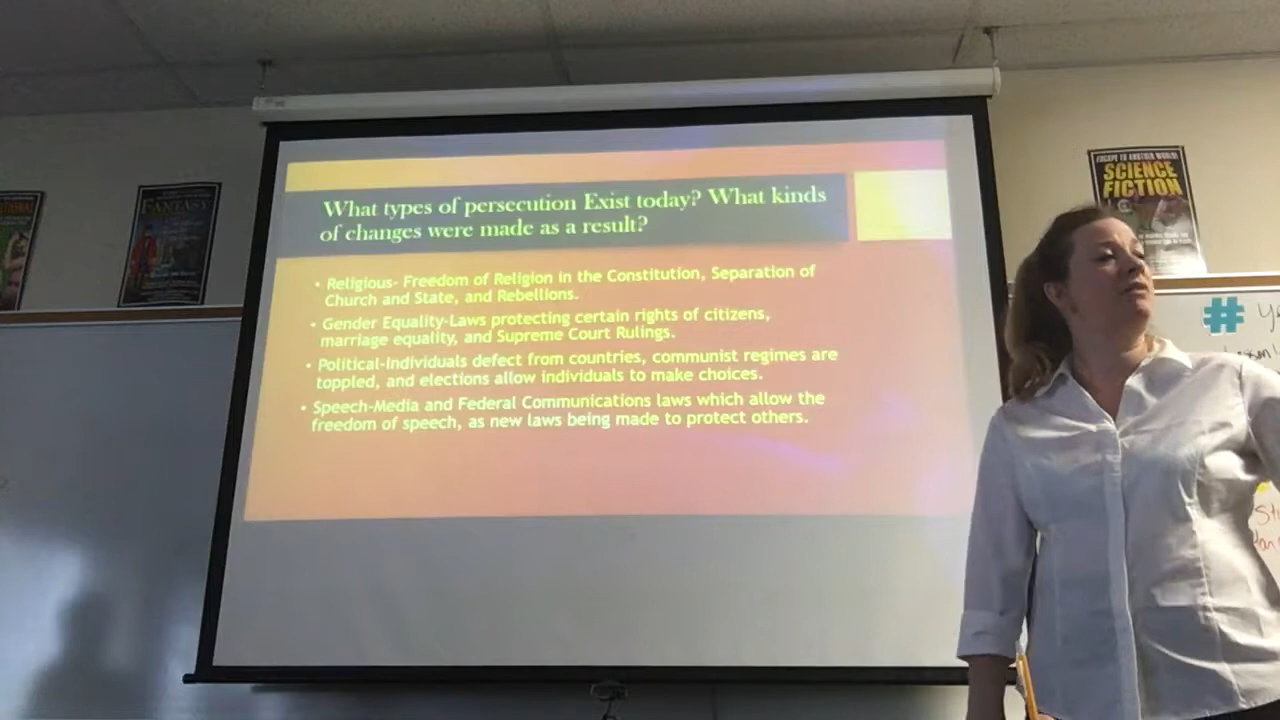 What types of persecution Exist today? What kinds
of changes were made as a result?
• Religious- Freedom of Religion in the Constitution, Separation of
Church and State, and Rebellions.
• Gender Equality-Laws protecting certain rights of citizens,
marriage equality, and Supreme Court Rulings.
• Political-Individuals defect from countries, communist regimes are
toppled, and elections allow individuals to make choices.
• Speech-Media and Federal Communications laws which allow the
freedom of speech, as new laws being made to protect others.
FANTASY
ESCAPE TO ANOTHER WORLD!
SCIENCE
FICTION
#